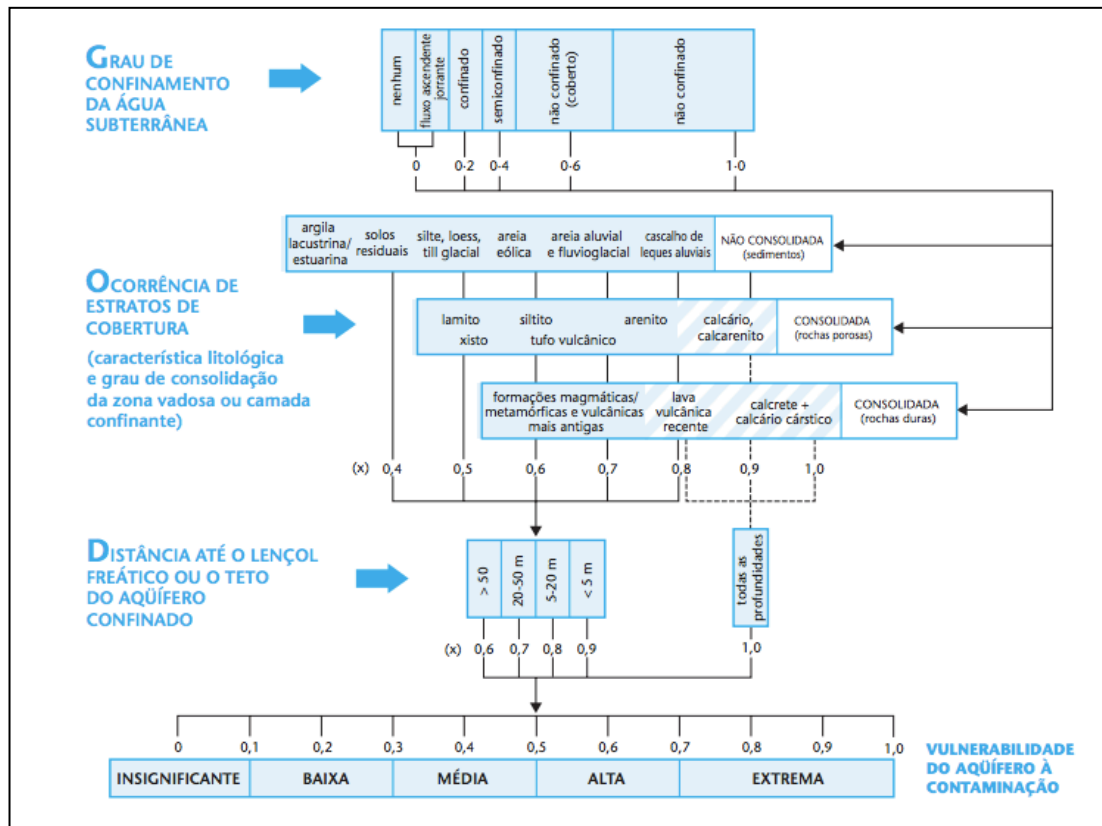 GRAU DE
CONFINAMENTO
DA ÁGUA
SUBTERRÂNEA
nenhum
fluxo ascendente
jorrante
confinado
semiconfinado
não confinado
(coberto)
não confinado
0
0·2
0·4
0·6
1·0
OCORRÊNCIA DE
ESTRATOS DE
COBERTURA
(característica litológica
e grau de consolidação
da zona vadosa ou camada
confinante)
argila
lacustrina/
estuarina
solos
residuais
silte, loess,
till glacial
areia
eólica
areia aluvial
e fluvioglacial
cascalho de
leques aluviais
NÃO CONSOLIDADA
(sedimentos)
lamito
xisto
siltito
tufo vulcânico
arenito
calcário,
calcarenito
CONSOLIDADA
(rochas porosas)
formações magmáticas/
metamórficas e vulcânicas
mais antigas
lava
vulcânica
recente
calcrete +
calcário cárstico
CONSOLIDADA
(rochas duras)
(x) 0,4 0,5 0,6 0,7 0,8 0,9 1,0
DISTÂNCIA ATÉ O LENÇOL
FREÁTICO OU O TETO
DO AQÜÍFERO
CONFINADO
> 50
20-50 m
5-20 m
< 5 m
todas as
profundidades
(x) 0,6 0,7 0,8 0,9 1,0
0 0,1 0,2 0,3 0,4 0,5 0,6 0,7 0,8 0,9 1,0
INSIGNIFICANTE BAIXA MÉDIA ALTA EXTREMA
VULNERABILIDADE
DO AQÜÍFERO À
CONTAMINAÇÃO